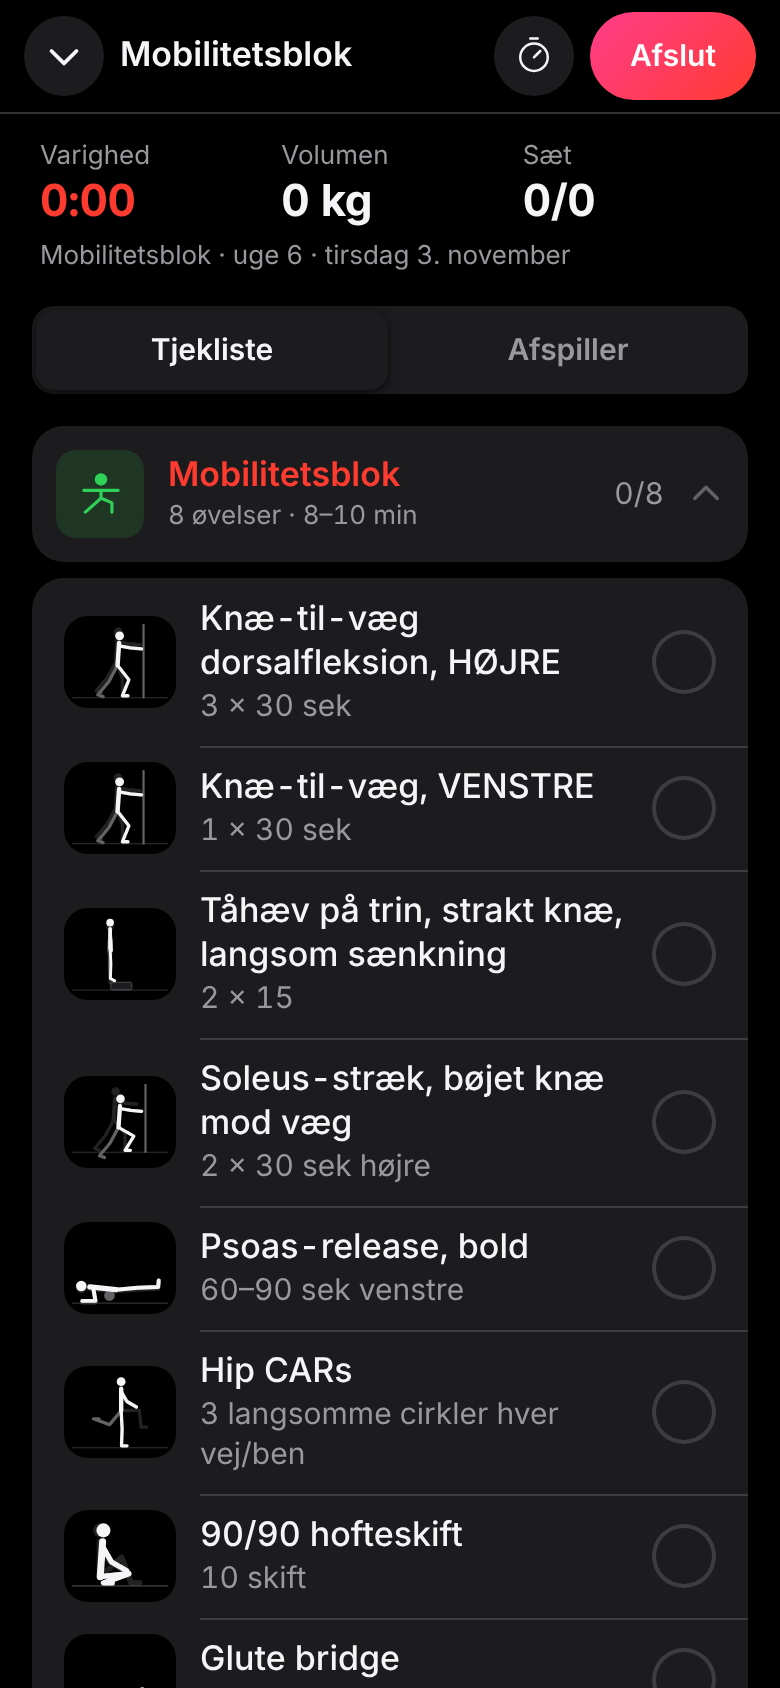 Mobilitetsblok
Afslut
Varighed
Volumen
Sæt
0:00
0 kg
0/0
Mobilitetsblok · uge 6 · tirsdag 3. november
Tjekliste
Afspiller
Mobilitetsblok
8 øvelser · 8–10 min
0/8
Knæ-til-væg
dorsalfleksion, HØJRE
3 × 30 sek
Knæ-til-væg, VENSTRE
1 × 30 sek
Tåhæv på trin, strakt knæ,
langsom sænkning
2 × 15
Soleus-stræk, bøjet knæ
mod væg
2 × 30 sek højre
Psoas-release, bold
60–90 sek venstre
Hip CARs
3 langsomme cirkler hver
vej/ben
90/90 hofteskift
10 skift
Glute bridge